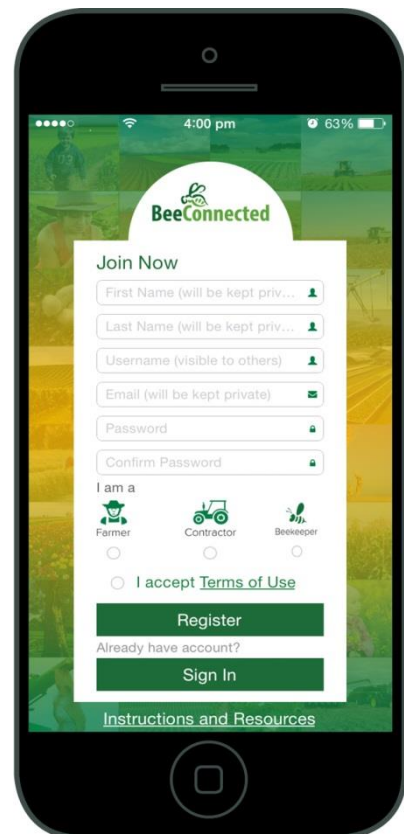 4:00 pm 63%
BeeConnected
Join Now
First Name (will be kept priv...
Last Name (will be kept priv...
Username (visible to others)
Email (will be kept private)
Password
Confirm Password
I am a
Farmer Contractor Beekeeper
I accept Terms of Use
Register
Already have account?
Sign In
Instructions and Resources